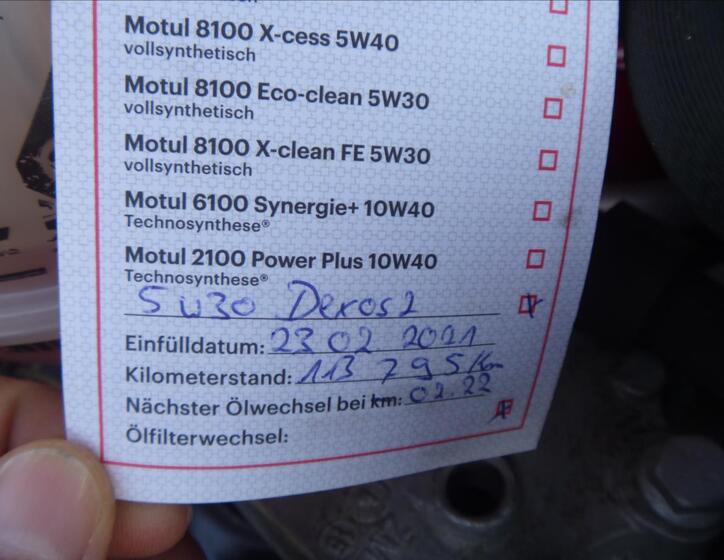 Motul 8100 X-cess 5W40
vollsynthetisch
Motul 8100 Eco-clean 5W30
vollsynthetisch
Motul 8100 X-clean FE 5W30
vollsynthetisch
Motul 6100 Synergie+ 10W40
Technosynthese®
Motul 2100 Power Plus 10W40
Technosynthese®
5W30 Dexos2
Einfülldatum: 23 02 2021
Kilometerstand: 113 795 Km
Nächster Ölwechsel bei km: 02.22
Ölfilterwechsel: